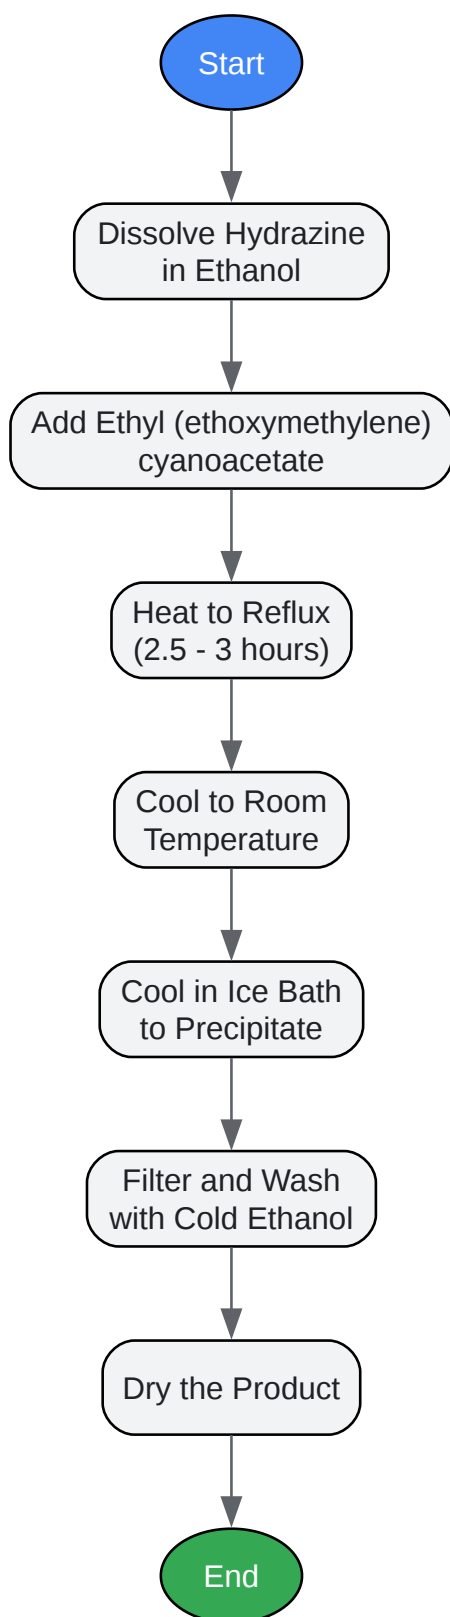 Start
Dissolve Hydrazine
in Ethanol
Add Ethyl (ethoxymethylene)
cyanoacetate
Heat to Reflux
(2.5 - 3 hours)
Cool to Room
Temperature
Cool in Ice Bath
to Precipitate
Filter and Wash
with Cold Ethanol
Dry the Product
End